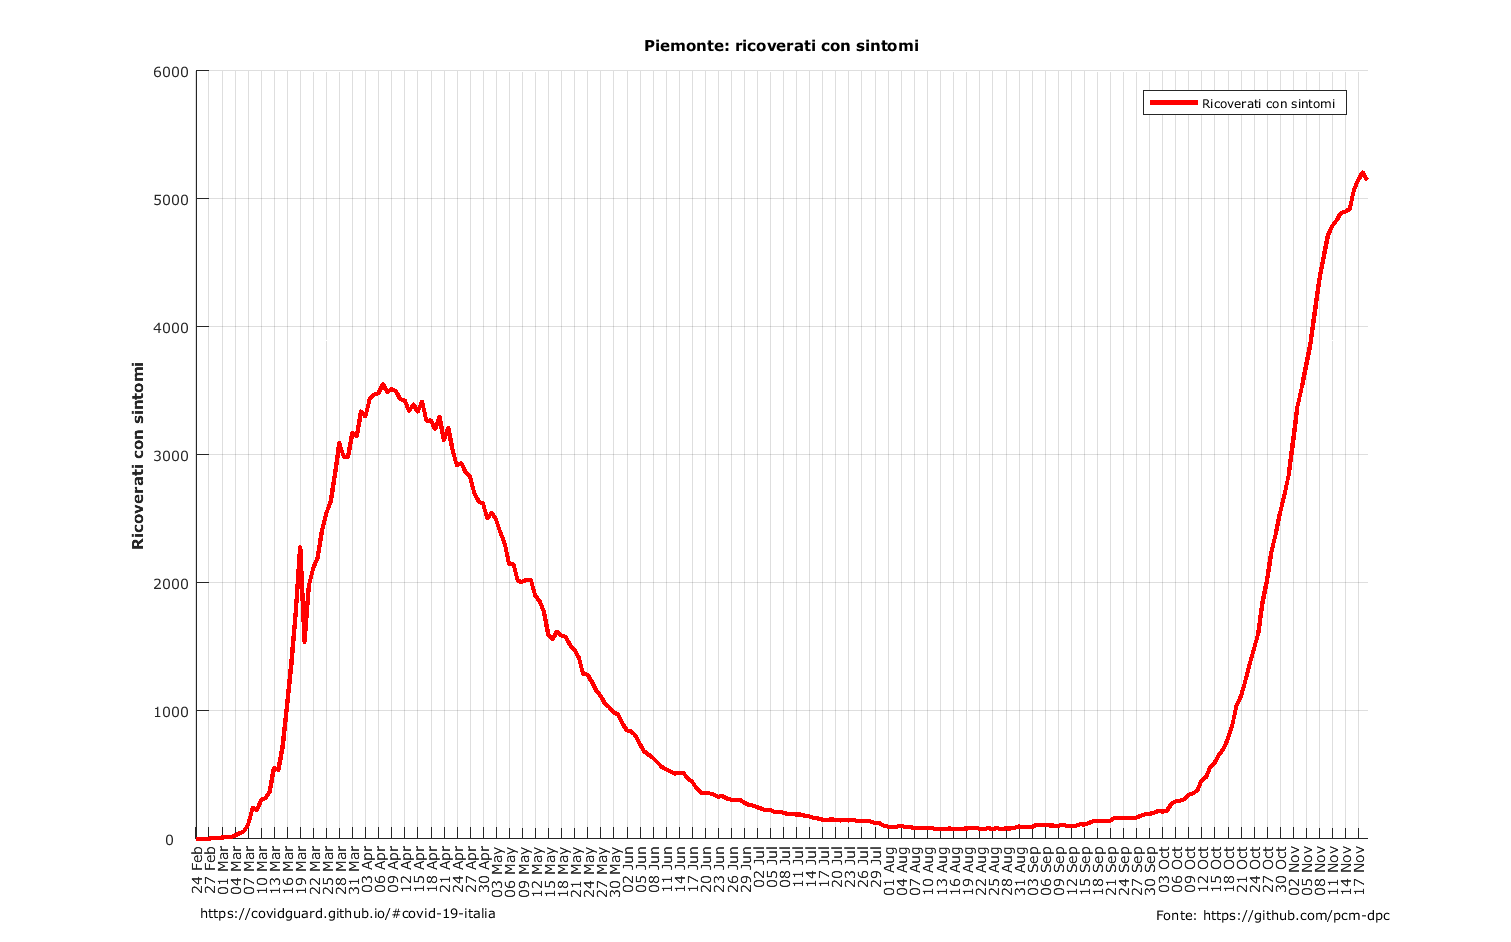 Piemonte: ricoverati con sintomi
Ricoverati con sintomi
Ricoverati con sintomi
6000
5000
4000
3000
2000
1000
0
24 Feb
27 Feb
01 Mar
04 Mar
07 Mar
10 Mar
13 Mar
16 Mar
19 Mar
22 Mar
25 Mar
28 Mar
31 Mar
03 Apr
06 Apr
09 Apr
12 Apr
15 Apr
18 Apr
21 Apr
24 Apr
27 Apr
30 Apr
03 May
06 May
09 May
12 May
15 May
18 May
21 May
24 May
27 May
30 May
02 Jun
05 Jun
08 Jun
11 Jun
14 Jun
17 Jun
20 Jun
23 Jun
26 Jun
29 Jun
02 Jul
05 Jul
08 Jul
11 Jul
14 Jul
17 Jul
20 Jul
23 Jul
26 Jul
29 Jul
01 Aug
04 Aug
07 Aug
10 Aug
13 Aug
16 Aug
19 Aug
22 Aug
25 Aug
28 Aug
31 Aug
03 Sep
06 Sep
09 Sep
12 Sep
15 Sep
18 Sep
21 Sep
24 Sep
27 Sep
30 Sep
03 Oct
06 Oct
09 Oct
12 Oct
15 Oct
18 Oct
21 Oct
24 Oct
27 Oct
30 Oct
02 Nov
05 Nov
08 Nov
11 Nov
14 Nov
17 Nov
https://covidguard.github.io/#covid-19-italia
Fonte: https://github.com/pcm-dpc